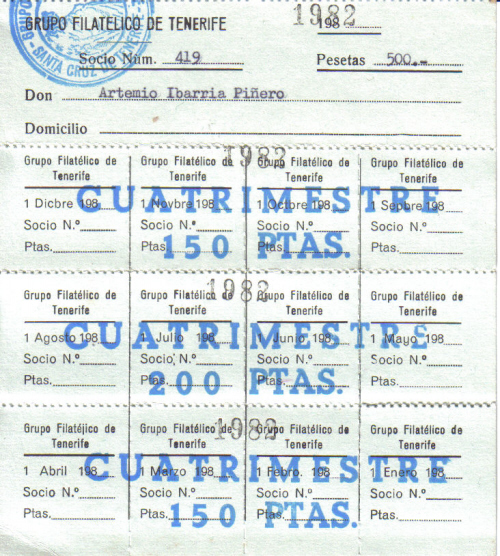 GRUPO FILATELICO DE TENERIFE 1982 198
SANTA CRUZ DE
Socio Núm. 419 Pesetas 500.-
Don Artemio Ibarria Piñero
Domicilio
1982
Grupo Filatélico de Tenerife Grupo Filatélico de Tenerife Grupo Filatélico de Tenerife Grupo Filatélico de Tenerife
CUATRIMESTRE
1 Dicbre 198 1 Novbre 198 1 Octbre 198 1 Sepbre 198
Socio N.º Socio N.º Socio N.º Socio N.º
Ptas. Ptas. Ptas. Ptas.
150 PTAS.
1982
Grupo Filatélico de Tenerife Grupo Filatélico de Tenerife Grupo Filatélico de Tenerife Grupo Filatélico de Tenerife
CUATRIMESTRS
1 Agosto 198 1 Julio 198 1 Junio 198 1 Mayo 198
Socio N.º Socio N.º Socio N.º Socio N.º
Ptas. Ptas. Ptas. Ptas.
200 PTAS.
1982
Grupo Filatélico de Tenerife Grupo Filatélico de Tenerife Grupo Filatélico de Tenerife Grupo Filatélico de Tenerife
1 Abril 198 1 Marzo 198 1 Febro. 198 1 Enero 198
CUATRIMESTRE
Socio N.º Socio N.º Socio N.º Socio N.º
Ptas. Ptas. Ptas. Ptas.
150 PTAS.